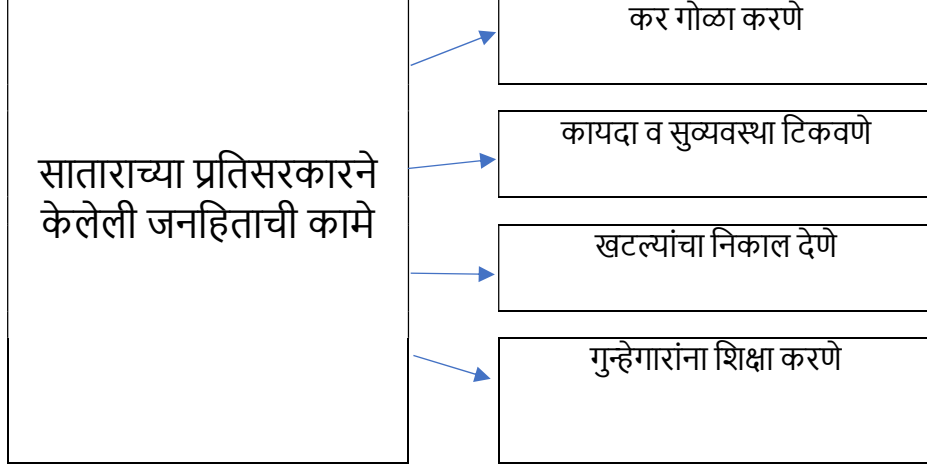 साताराच्या प्रतिसरकारने
केलेली जनहिताची कामे
कर गोळा करणे
कायदा व सुव्यवस्था टिकवणे
खटल्यांचा निकाल देणे
गुन्हेगारांना शिक्षा करणे